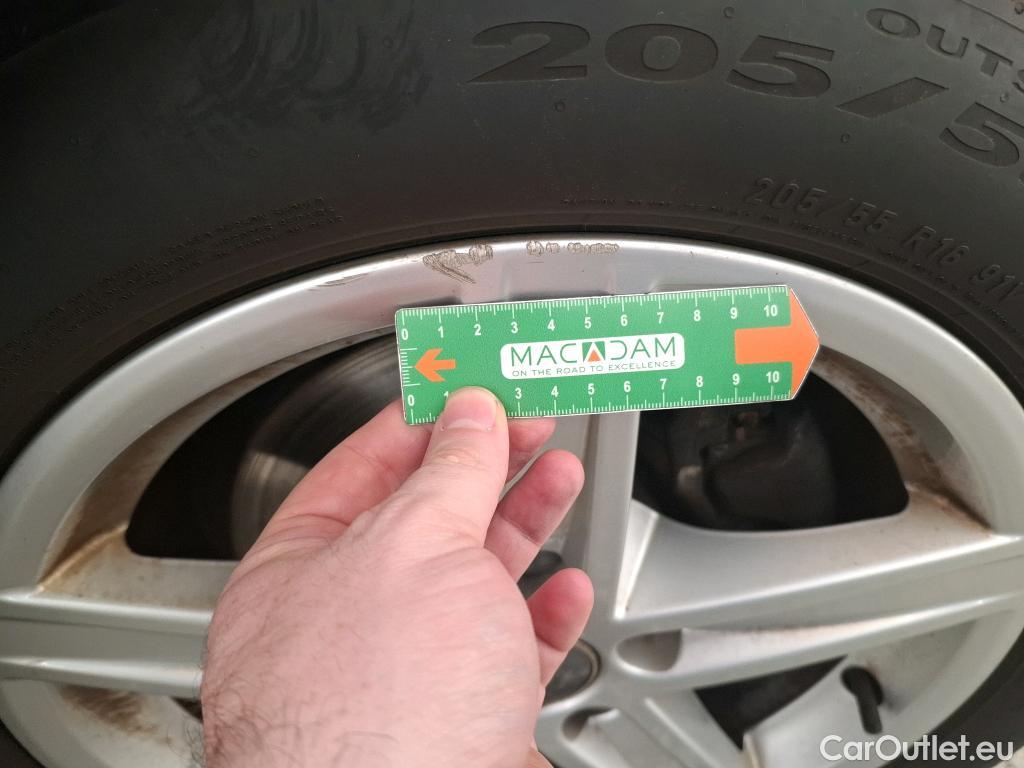 205/5
OUTS
205/55 R16 91
0 1 2 3 4 5 6 7 8 9 10
MACADAM
ON THE ROAD TO EXCELLENCE
0 1 3 4 5 6 7 8 9 10
CarOutlet.eu